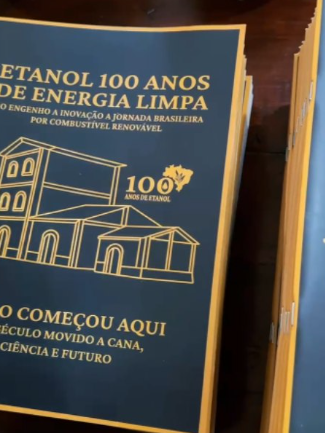 ETANOL 100 ANOS
DE ENERGIA LIMPA
O ENGENHO A INOVAÇÃO A JORNADA BRASILEIRA
POR COMBUSTÍVEL RENOVÁVEL
100
ANOS DE ETANOL
O COMEÇOU AQUI
SÉCULO MOVIDO A CANA,
CIÊNCIA E FUTURO